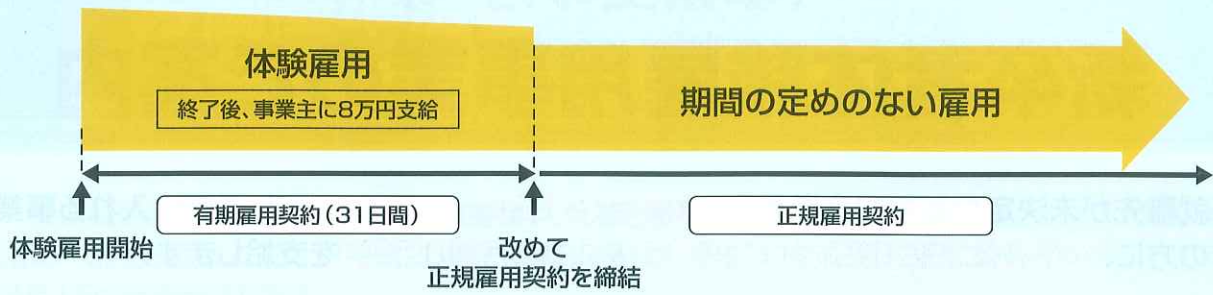 体験雇用
終了後、事業主に8万円支給
期間の定めのない雇用
有期雇用契約（31日間）
正規雇用契約
体験雇用開始
改めて
正規雇用契約を締結